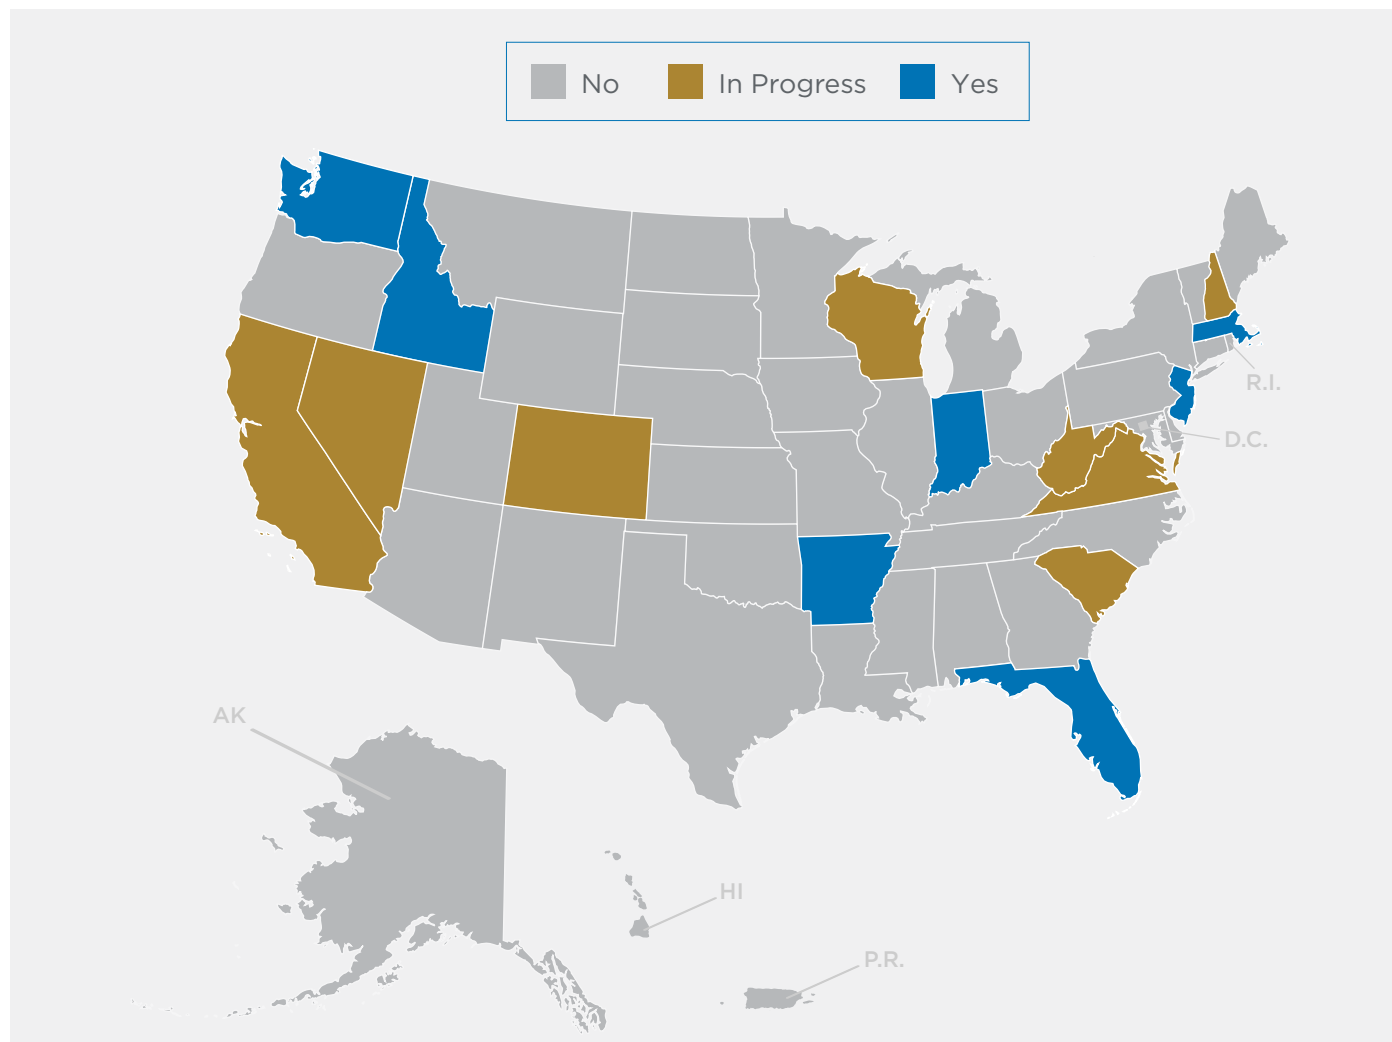 No
In Progress
Yes
R.I.
D.C.
AK
HI
P.R.